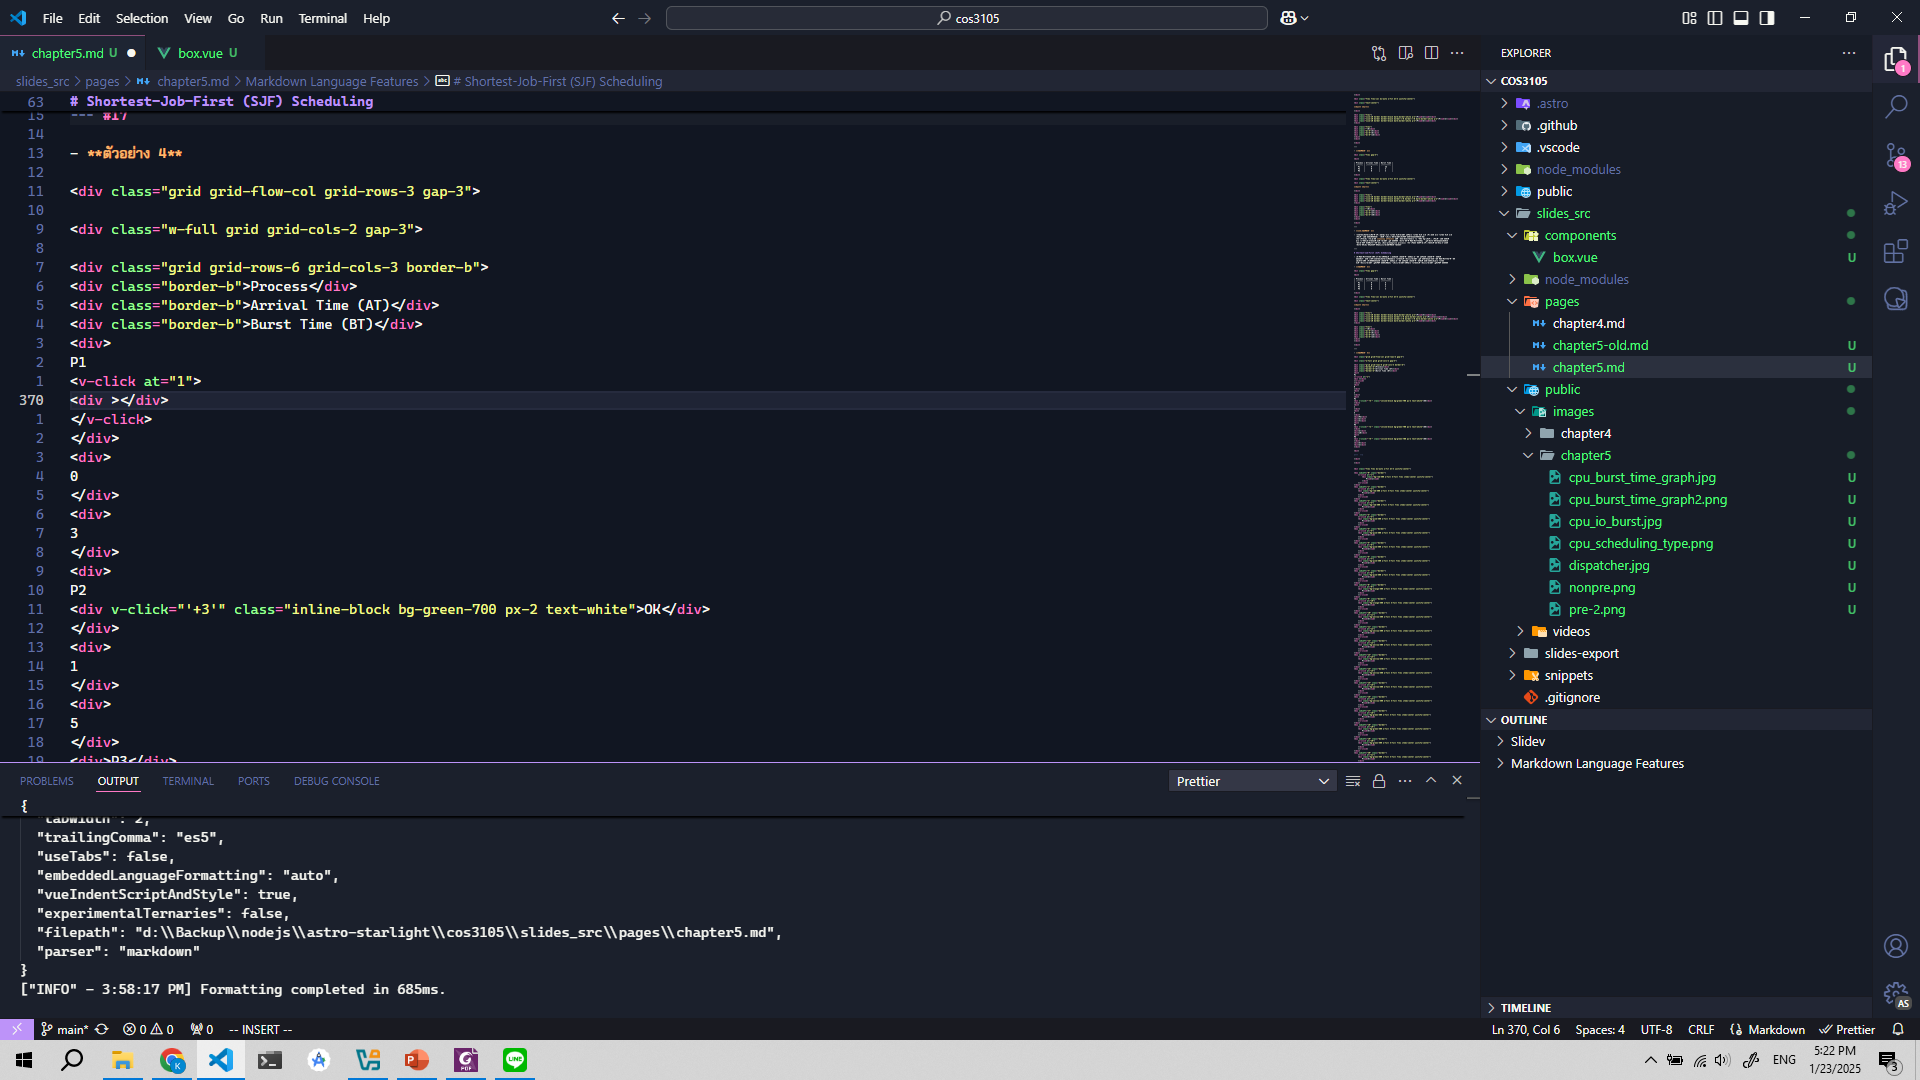 File Edit Selection View Go Run Terminal Help
cos3105
chapter5.md U
box.vue U
slides_src > pages > chapter5.md > Markdown Language Features > # Shortest-Job-First (SJF) Scheduling
63 # Shortest-Job-First (SJF) Scheduling
15 --- #17
14
13 - **ตัวอย่าง 4**
12
11 <div class="grid grid-flow-col grid-rows-3 gap-3">
10
9 <div class="w-full grid grid-cols-2 gap-3">
8
7 <div class="grid grid-rows-6 grid-cols-3 border-b">
6 <div class="border-b">Process</div>
5 <div class="border-b">Arrival Time (AT)</div>
4 <div class="border-b">Burst Time (BT)</div>
3 <div>
2 P1
1 <v-click at="1">
370 <div ></div>
1 </v-click>
2 </div>
3 <div>
4 0
5 </div>
6 <div>
7 3
8 </div>
9 <div>
10 P2
11 <div v-click="'+3'" class="inline-block bg-green-700 px-2 text-white">OK</div>
12 </div>
13 <div>
14 1
15 </div>
16 <div>
17 5
18 </div>
19 <div>P3</div>
PROBLEMS OUTPUT TERMINAL PORTS DEBUG CONSOLE
Prettier
{
"tabWidth": 2,
"trailingComma": "es5",
"useTabs": false,
"embeddedLanguageFormatting": "auto",
"vueIndentScriptAndStyle": true,
"experimentalTernaries": false,
"filepath": "d:\\Backup\\nodejs\\astro-starlight\\cos3105\\slides_src\\pages\\chapter5.md",
"parser": "markdown"
}
["INFO" - 3:58:17 PM] Formatting completed in 685ms.
EXPLORER
COS3105
.astro
.github
.vscode
node_modules
public
slides_src
components
box.vue U
node_modules
pages
chapter4.md
chapter5-old.md U
chapter5.md U
public
images
chapter4
chapter5
cpu_burst_time_graph.jpg U
cpu_burst_time_graph2.png U
cpu_io_burst.jpg U
cpu_scheduling_type.png U
dispatcher.jpg U
nonpre.png U
pre-2.png U
videos
slides-export
snippets
.gitignore
OUTLINE
Slidev
Markdown Language Features
TIMELINE
1
13
AS
main* 0 0 0 -- INSERT --
Ln 370, Col 6 Spaces: 4 UTF-8 CRLF Markdown Prettier
ENG
5:22 PM
1/23/2025
3